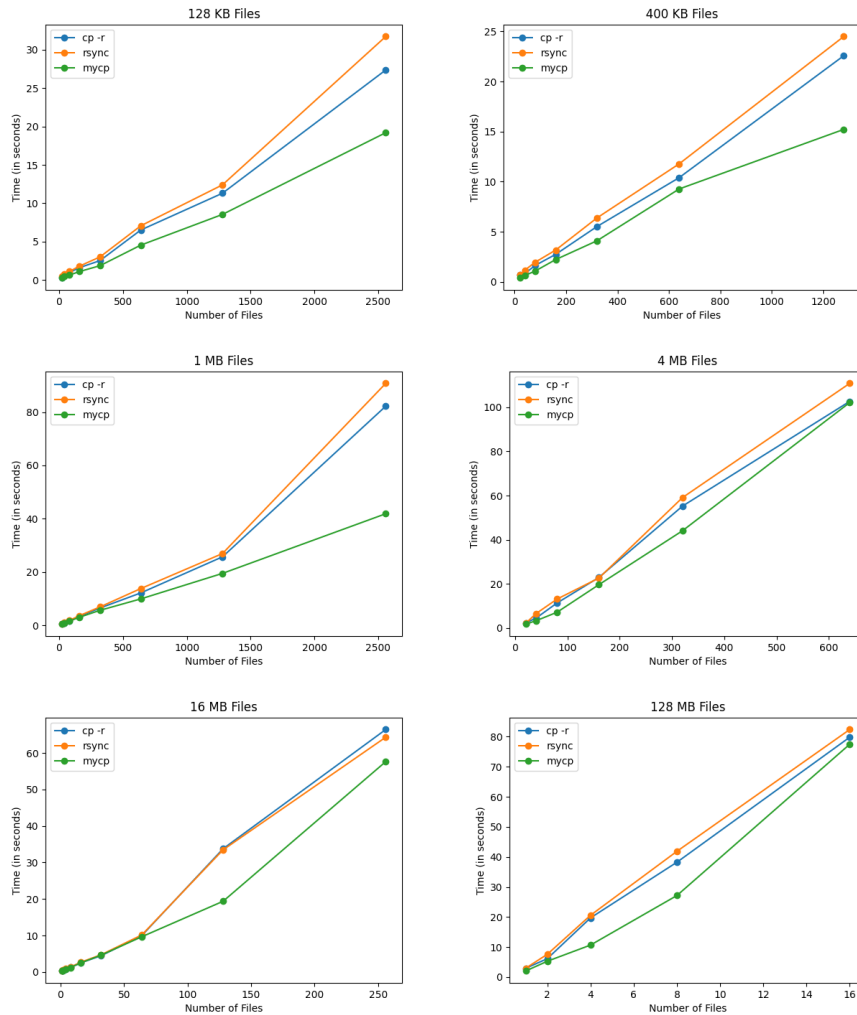 128 KB Files
cp -r
rsync
mycp
Time (in seconds)
30
25
20
15
10
5
0
0 500 1000 1500 2000 2500
Number of Files
400 KB Files
cp -r
rsync
mycp
Time (in seconds)
25
20
15
10
5
0
0 200 400 600 800 1000 1200
Number of Files
1 MB Files
cp -r
rsync
mycp
Time (in seconds)
80
60
40
20
0
0 500 1000 1500 2000 2500
Number of Files
4 MB Files
cp -r
rsync
mycp
Time (in seconds)
100
80
60
40
20
0
0 100 200 300 400 500 600
Number of Files
16 MB Files
cp -r
rsync
mycp
Time (in seconds)
60
50
40
30
20
10
0
0 50 100 150 200 250
Number of Files
128 MB Files
cp -r
rsync
mycp
Time (in seconds)
80
70
60
50
40
30
20
10
0
2 4 6 8 10 12 14 16
Number of Files